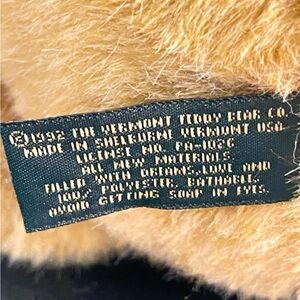 ©1992 THE VERMONT TEDDY BEAR CO.
MADE IN SHELBURNE VERMONT USA.
LICENSE NO. PA-1026
ALL NEW MATERIALS
FILLED WITH DREAMS, LOVE AND
100% POLYESTER. BATHABLE.
AVOID GETTING SOAP IN EYES.